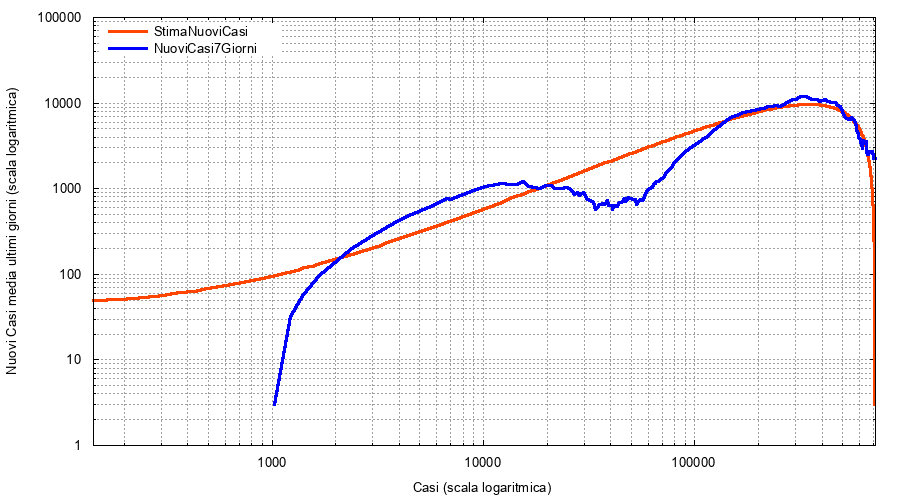 100000
10000
1000
100
10
1
StimaNuoviCasi
NuoviCasi7Giorni
Nuovi Casi media ultimi giorni (scala logaritmica)
1000 10000 100000
Casi (scala logaritmica)